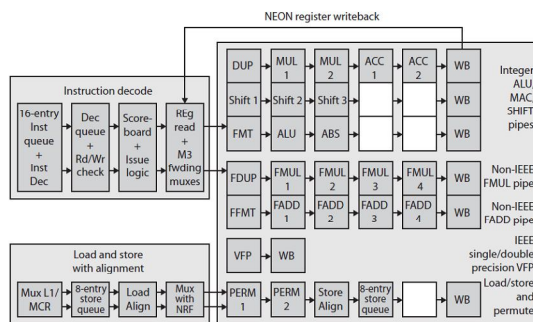 NEON register writeback
Instruction decode
16-entry
Inst
queue
+
Inst
Dec
Dec
queue
+
Rd/Wr
check
Score-
board
+
Issue
logic
REg
read
+
M3
fwding
muxes
DUP
MUL
1
MUL
2
ACC
1
ACC
2
WB
Shift 1
Shift 2
Shift 3
WB
FMT
ALU
ABS
WB
Integer
ALU,
MAC,
SHIFT
pipes
FDUP
FMUL
1
FMUL
2
FMUL
3
FMUL
4
WB
Non-IEEE
FMUL pipe
FFMT
FADD
1
FADD
2
FADD
3
FADD
4
WB
Non-IEEE
FADD pipe
VFP
WB
IEEE
single/double
precision VFP
Load and store
with alignment
Mux L1/
MCR
8-entry
store
queue
Load
Align
Mux
with
NRF
PERM
1
PERM
2
Store
Align
8-entry
store
queue
WB
Load/store
and
permute